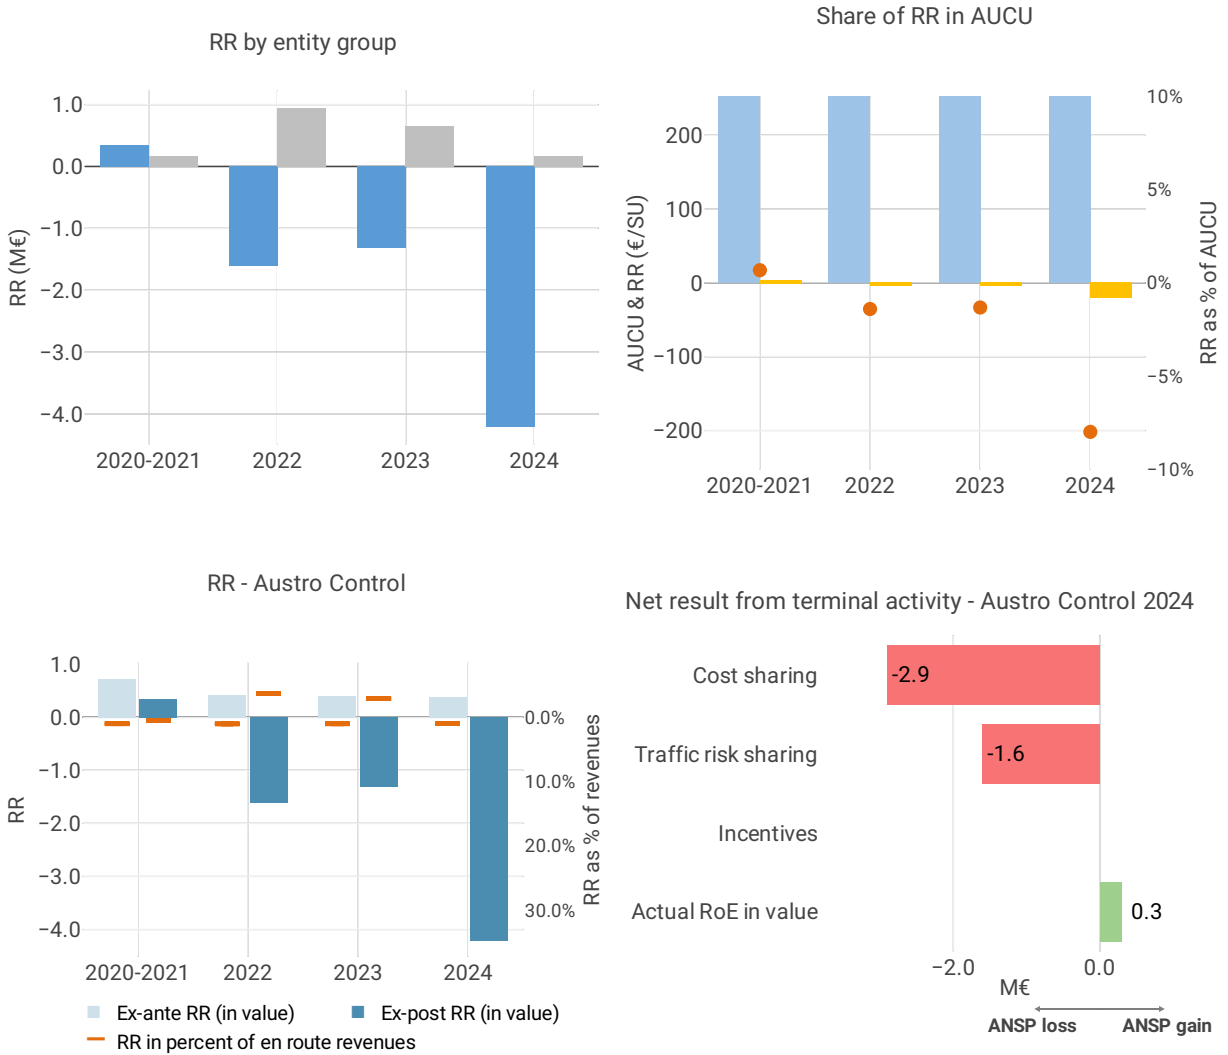 RR by entity group
1.0
0.0
−1.0
−2.0
−3.0
−4.0
RR (M€)
2020-2021
2022
2023
2024
Share of RR in AUCU
200
100
0
−100
−200
AUCU & RR (€/SU)
10%
5%
0%
−5%
−10%
RR as % of AUCU
2020-2021
2022
2023
2024
RR - Austro Control
1.0
0.0
−1.0
−2.0
−3.0
−4.0
RR
0.0%
10.0%
20.0%
30.0%
RR as % of revenues
2020-2021
2022
2023
2024
Ex-ante RR (in value)
Ex-post RR (in value)
RR in percent of en route revenues
Net result from terminal activity - Austro Control 2024
Cost sharing
-2.9
Traffic risk sharing
-1.6
Incentives
Actual RoE in value
0.3
−2.0
0.0
M€
ANSP loss
ANSP gain